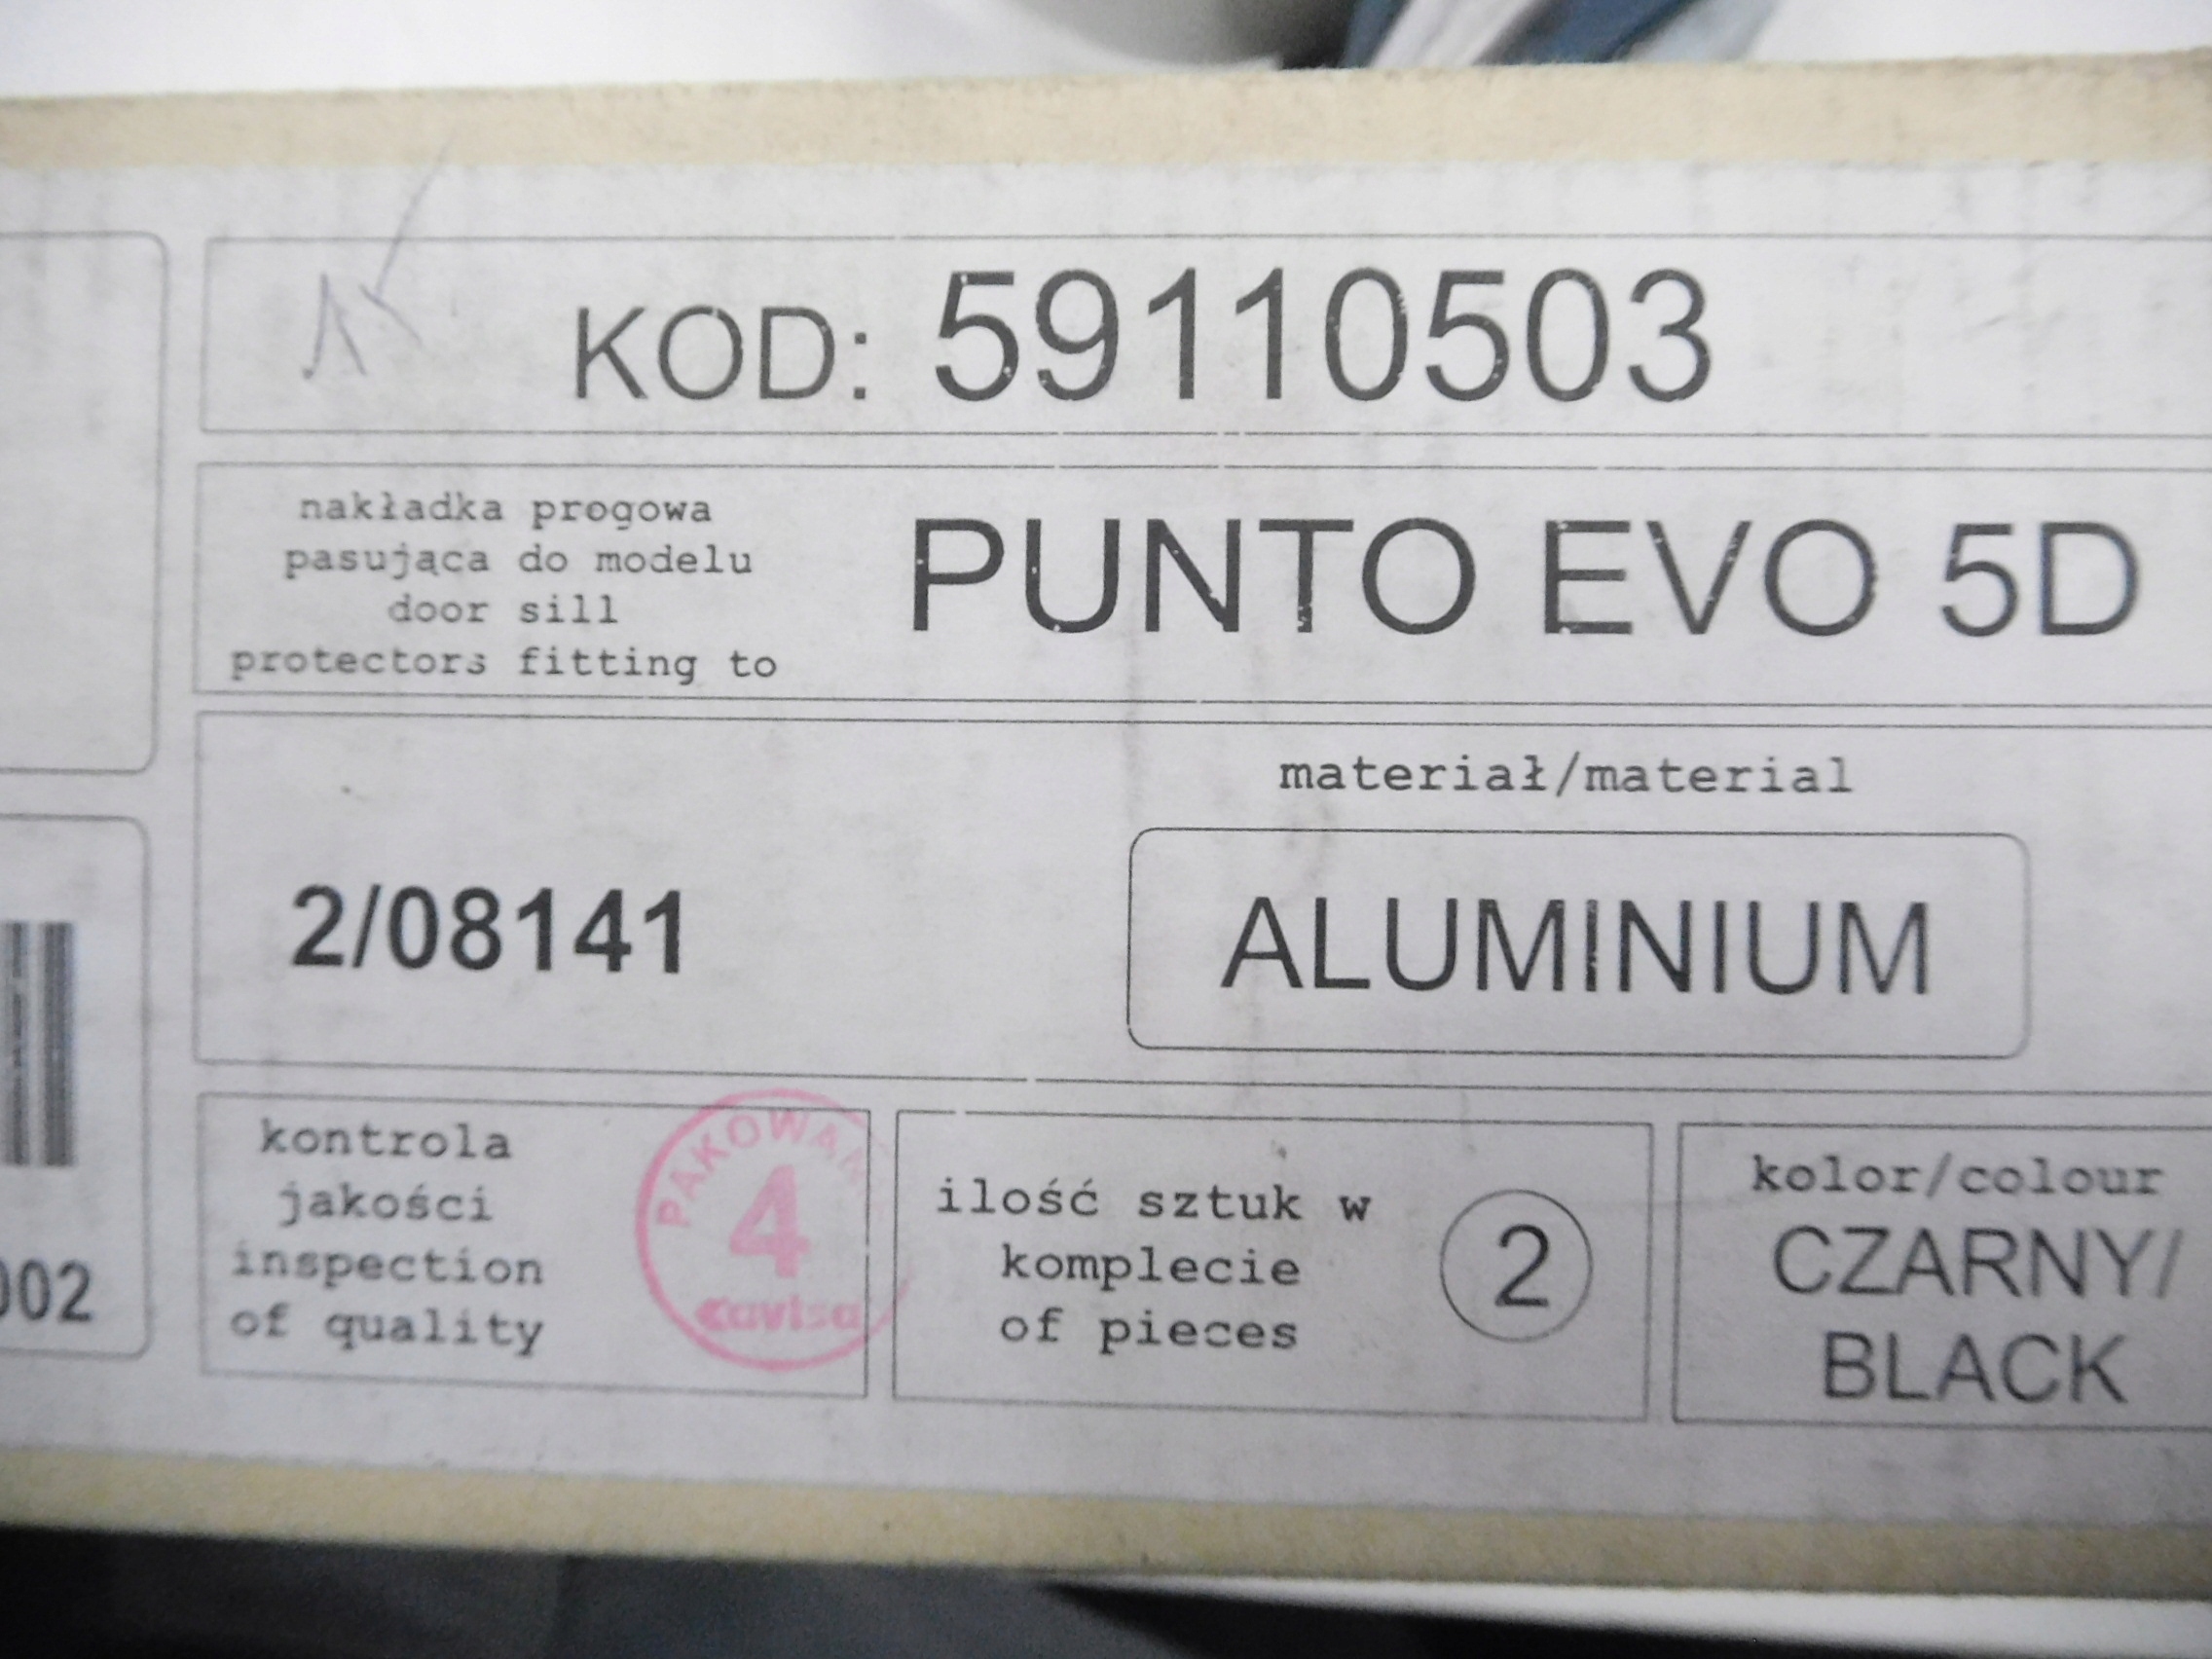 KOD: 59110503
nakładka progowa
pasująca do modelu
door sill
protectors fitting to
PUNTO EVO 5D
materiał/material
2/08141
ALUMINIUM
kontrola
jakości
inspection
of quality
4
ilość sztuk w
komplecie
of pieces
2
kolor/colour
CZARNY/
BLACK
002